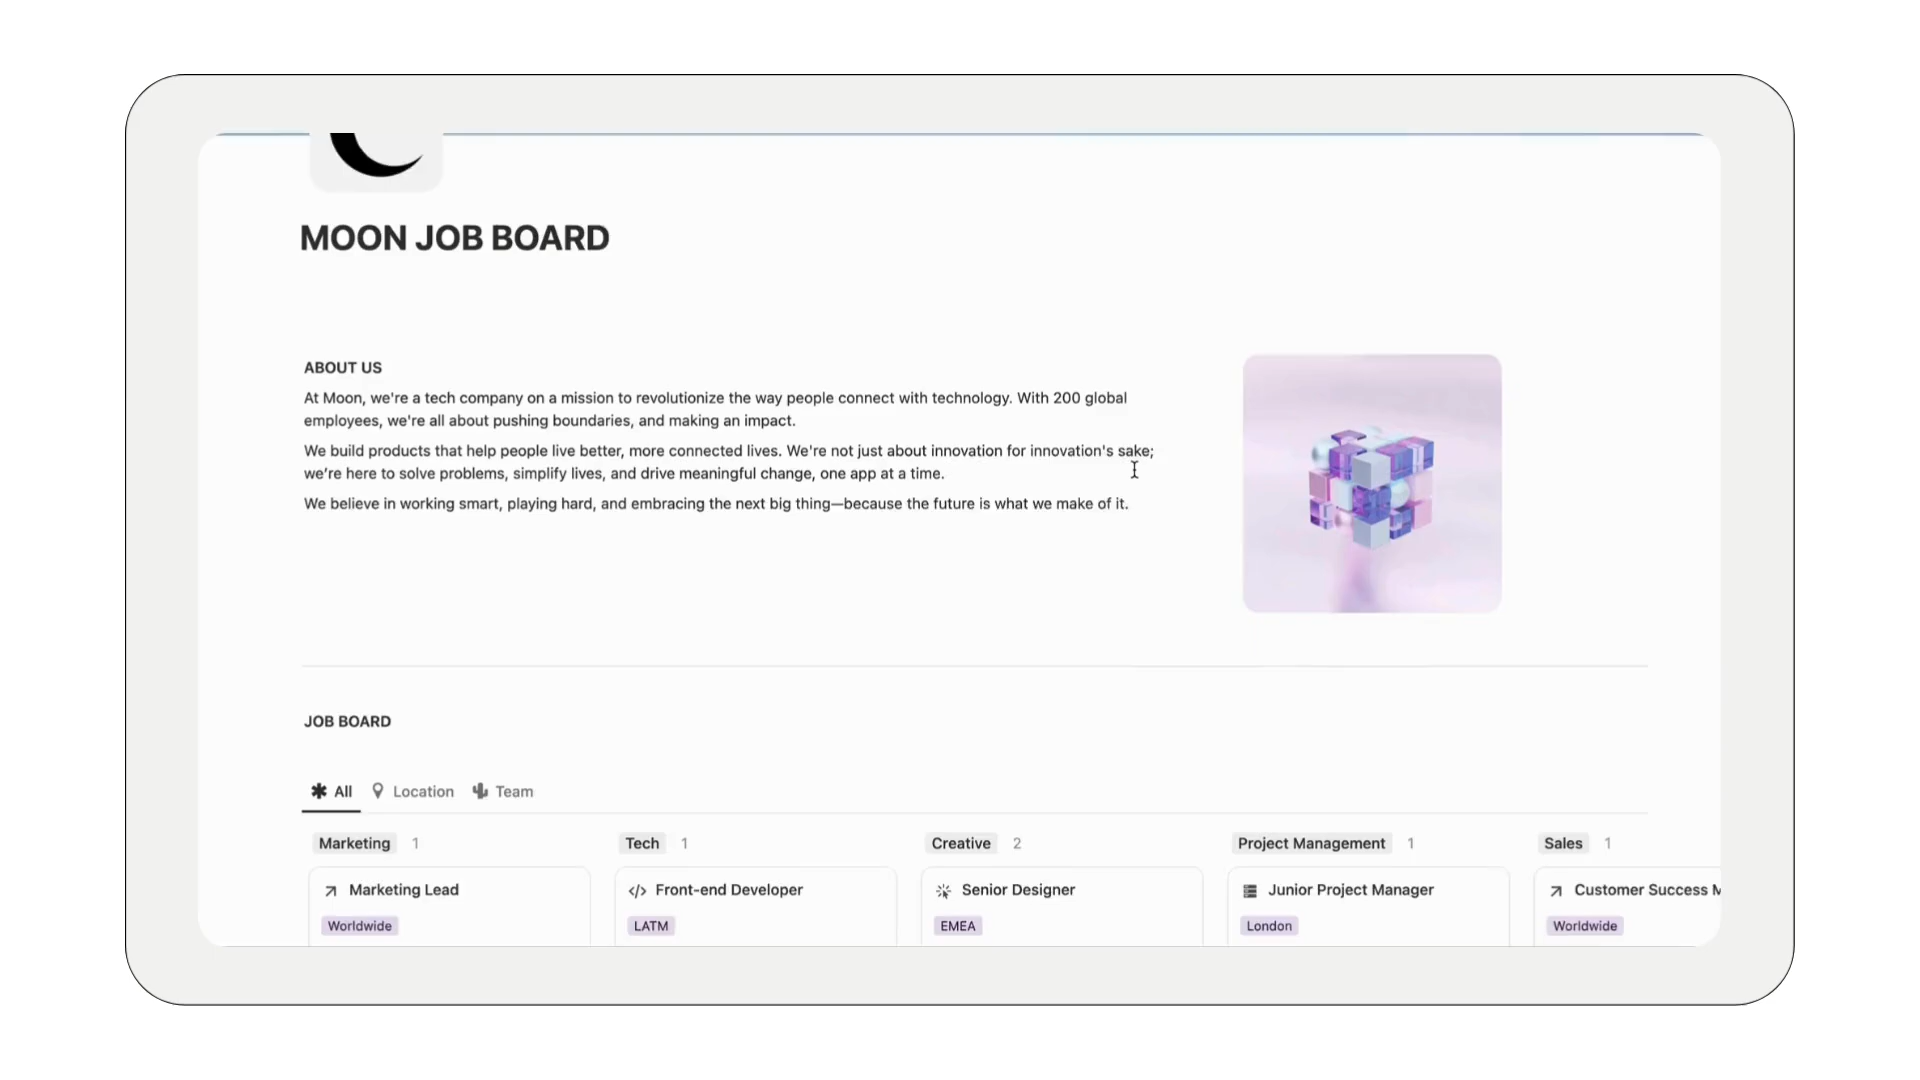 MOON JOB BOARD
ABOUT US
At Moon, we're a tech company on a mission to revolutionize the way people connect with technology. With 200 global
employees, we're all about pushing boundaries, and making an impact.
We build products that help people live better, more connected lives. We're not just about innovation for innovation's sake;
we’re here to solve problems, simplify lives, and drive meaningful change, one app at a time.
We believe in working smart, playing hard, and embracing the next big thing—because the future is what we make of it.
JOB BOARD
All Location Team
Marketing 1 Tech 1 Creative 2 Project Management 1 Sales 1
Marketing Lead </> Front-end Developer Senior Designer Junior Project Manager Customer Success M
Worldwide LATM EMEA London Worldwide